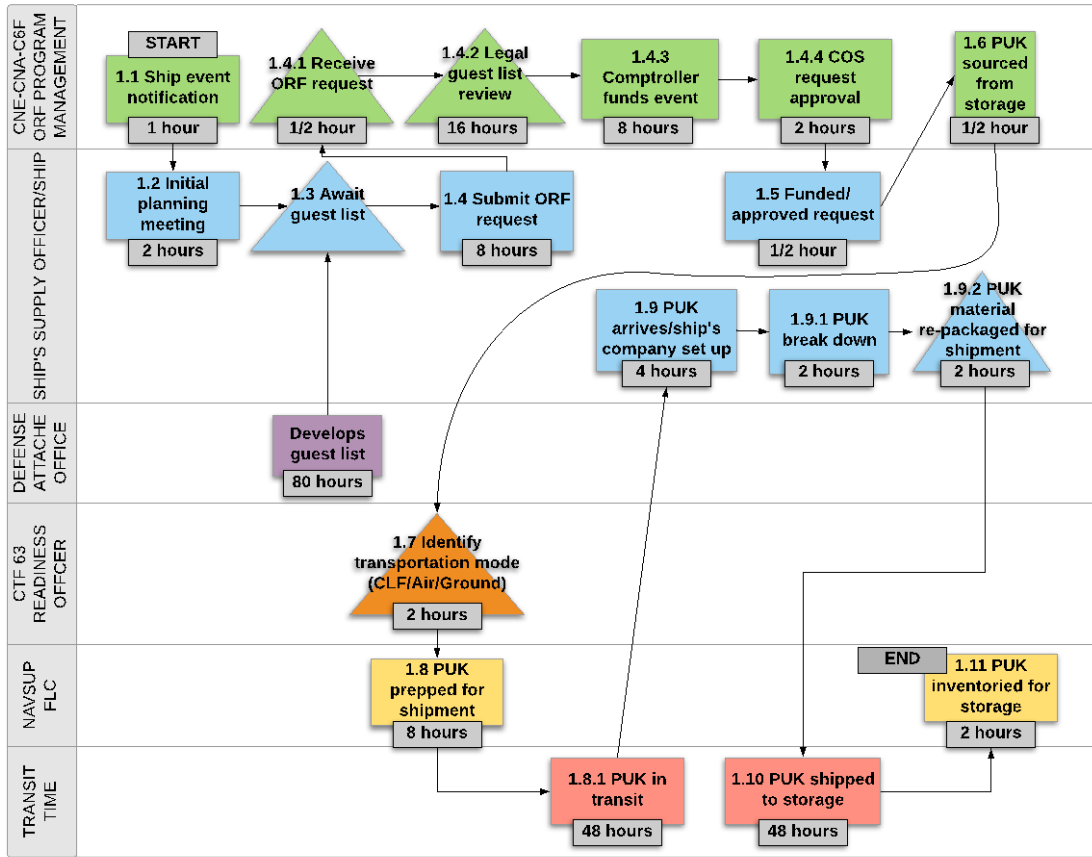 CNE-CNA-C6F
ORF PROGRAM
MANAGEMENT
START
1.1 Ship event
notification
1 hour
1.4.1 Receive
ORF request
1/2 hour
1.4.2 Legal
guest list
review
16 hours
1.4.3
Comptroller
funds event
8 hours
1.4.4 COS
request
approval
2 hours
1.6 PUK
sourced
from
storage
1/2 hour
SHIP'S SUPPLY OFFICER/SHIP
1.2 Initial
planning
meeting
2 hours
1.3 Await
guest list
1.4 Submit ORF
request
8 hours
1.5 Funded/
approved request
1/2 hour
1.9 PUK
arrives/ship's
company set up
4 hours
1.9.1 PUK
break down
2 hours
1.9.2 PUK
material
re-packaged for
shipment
2 hours
DEFENSE
ATTACHE
OFFICE
Develops
guest list
80 hours
CTF 63
READINESS
OFFCER
1.7 Identify
transportation mode
(CLF/Air/Ground)
2 hours
NAVSUP
FLC
1.8 PUK
prepped for
shipment
8 hours
END
1.11 PUK
inventoried for
storage
2 hours
TRANSIT
TIME
1.8.1 PUK in
transit
48 hours
1.10 PUK shipped
to storage
48 hours